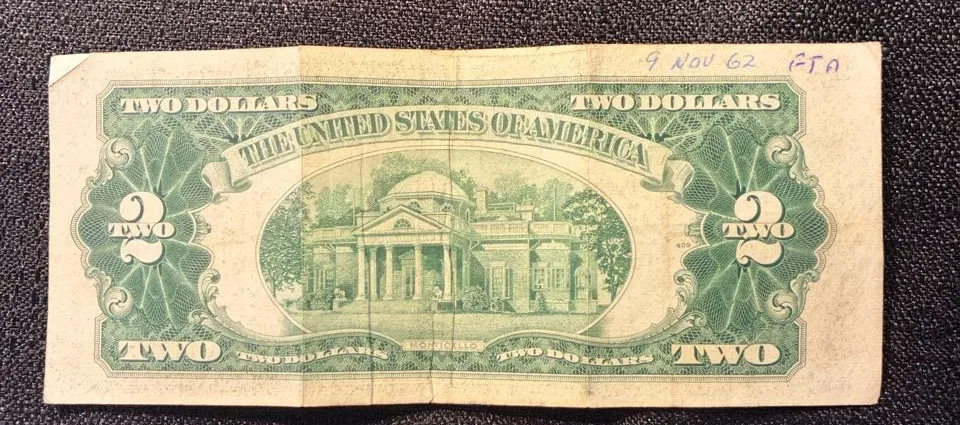 9 NOV 62 FTA
TWO DOLLARS TWO DOLLARS
THE UNITED STATES OF AMERICA
2 2
TWO TWO
409
MONTICELLO
TWO TWO DOLLARS TWO DOLLARS TWO